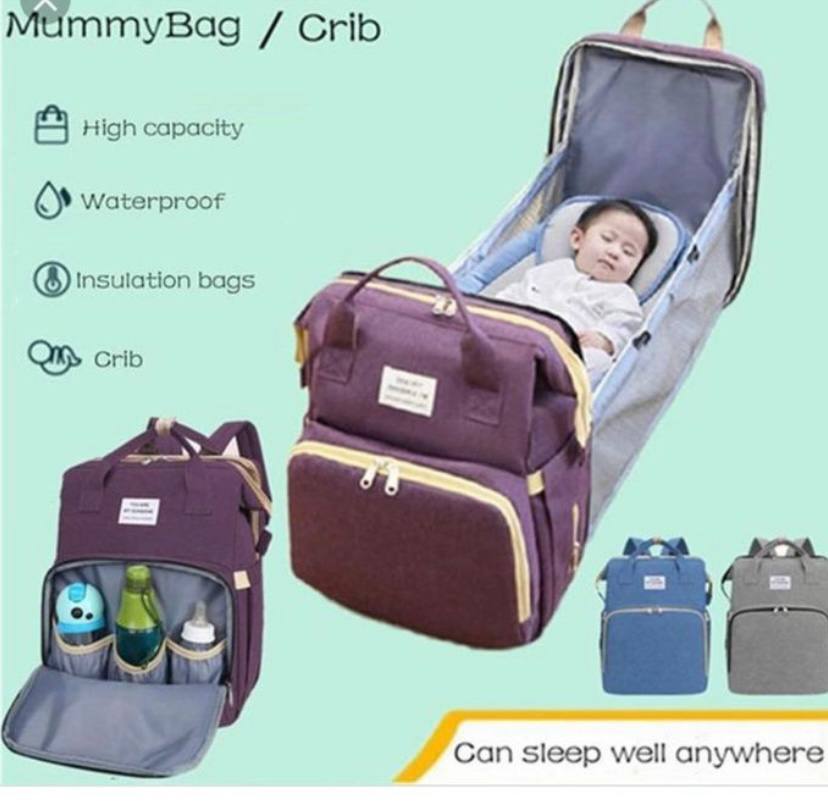 MummyBag / Crib
High capacity
Waterproof
Insulation bags
Crib
Can sleep well anywhere